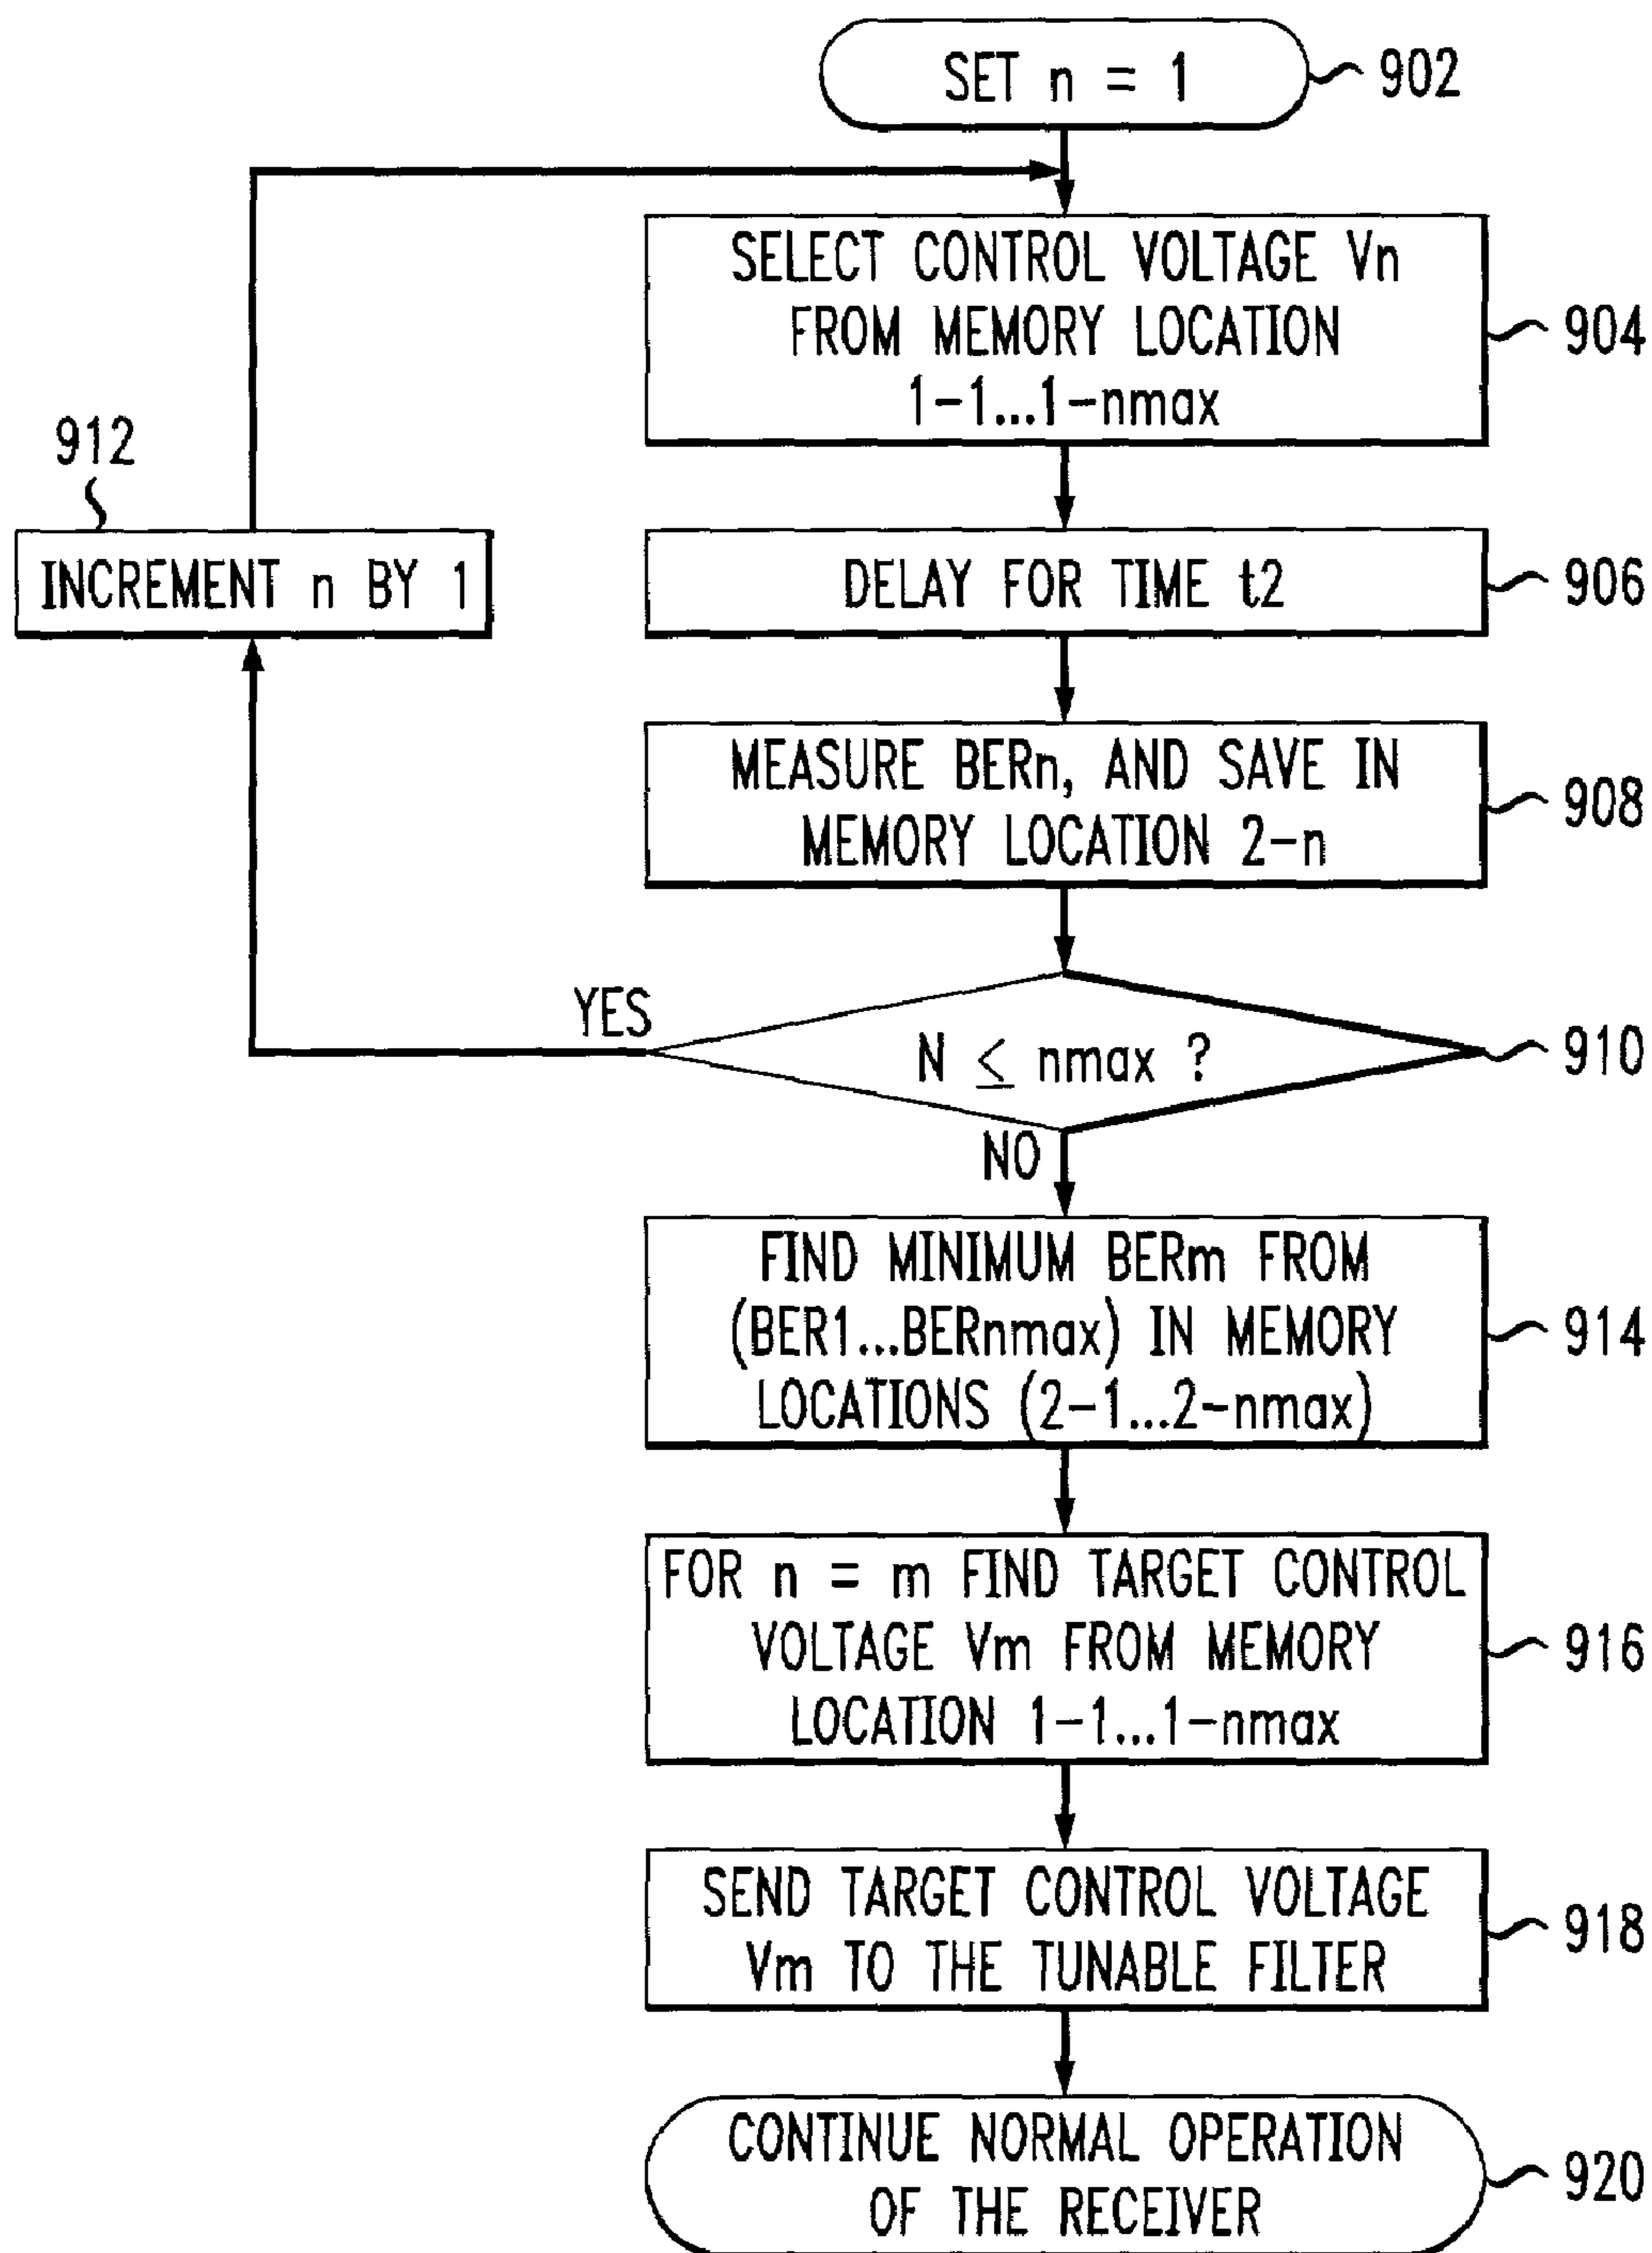 SET n = 1
902
SELECT CONTROL VOLTAGE Vn
FROM MEMORY LOCATION
1-1...1-nmax
904
912
INCREMENT n BY 1
DELAY FOR TIME t2
906
MEASURE BERn, AND SAVE IN
MEMORY LOCATION 2-n
908
YES
N ≤ nmax ?
910
NO
FIND MINIMUM BERm FROM
(BER1...BERnmax) IN MEMORY
LOCATIONS (2-1...2-nmax)
914
FOR n = m FIND TARGET CONTROL
VOLTAGE Vm FROM MEMORY
LOCATION 1-1...1-nmax
916
SEND TARGET CONTROL VOLTAGE
Vm TO THE TUNABLE FILTER
918
CONTINUE NORMAL OPERATION
OF THE RECEIVER
920